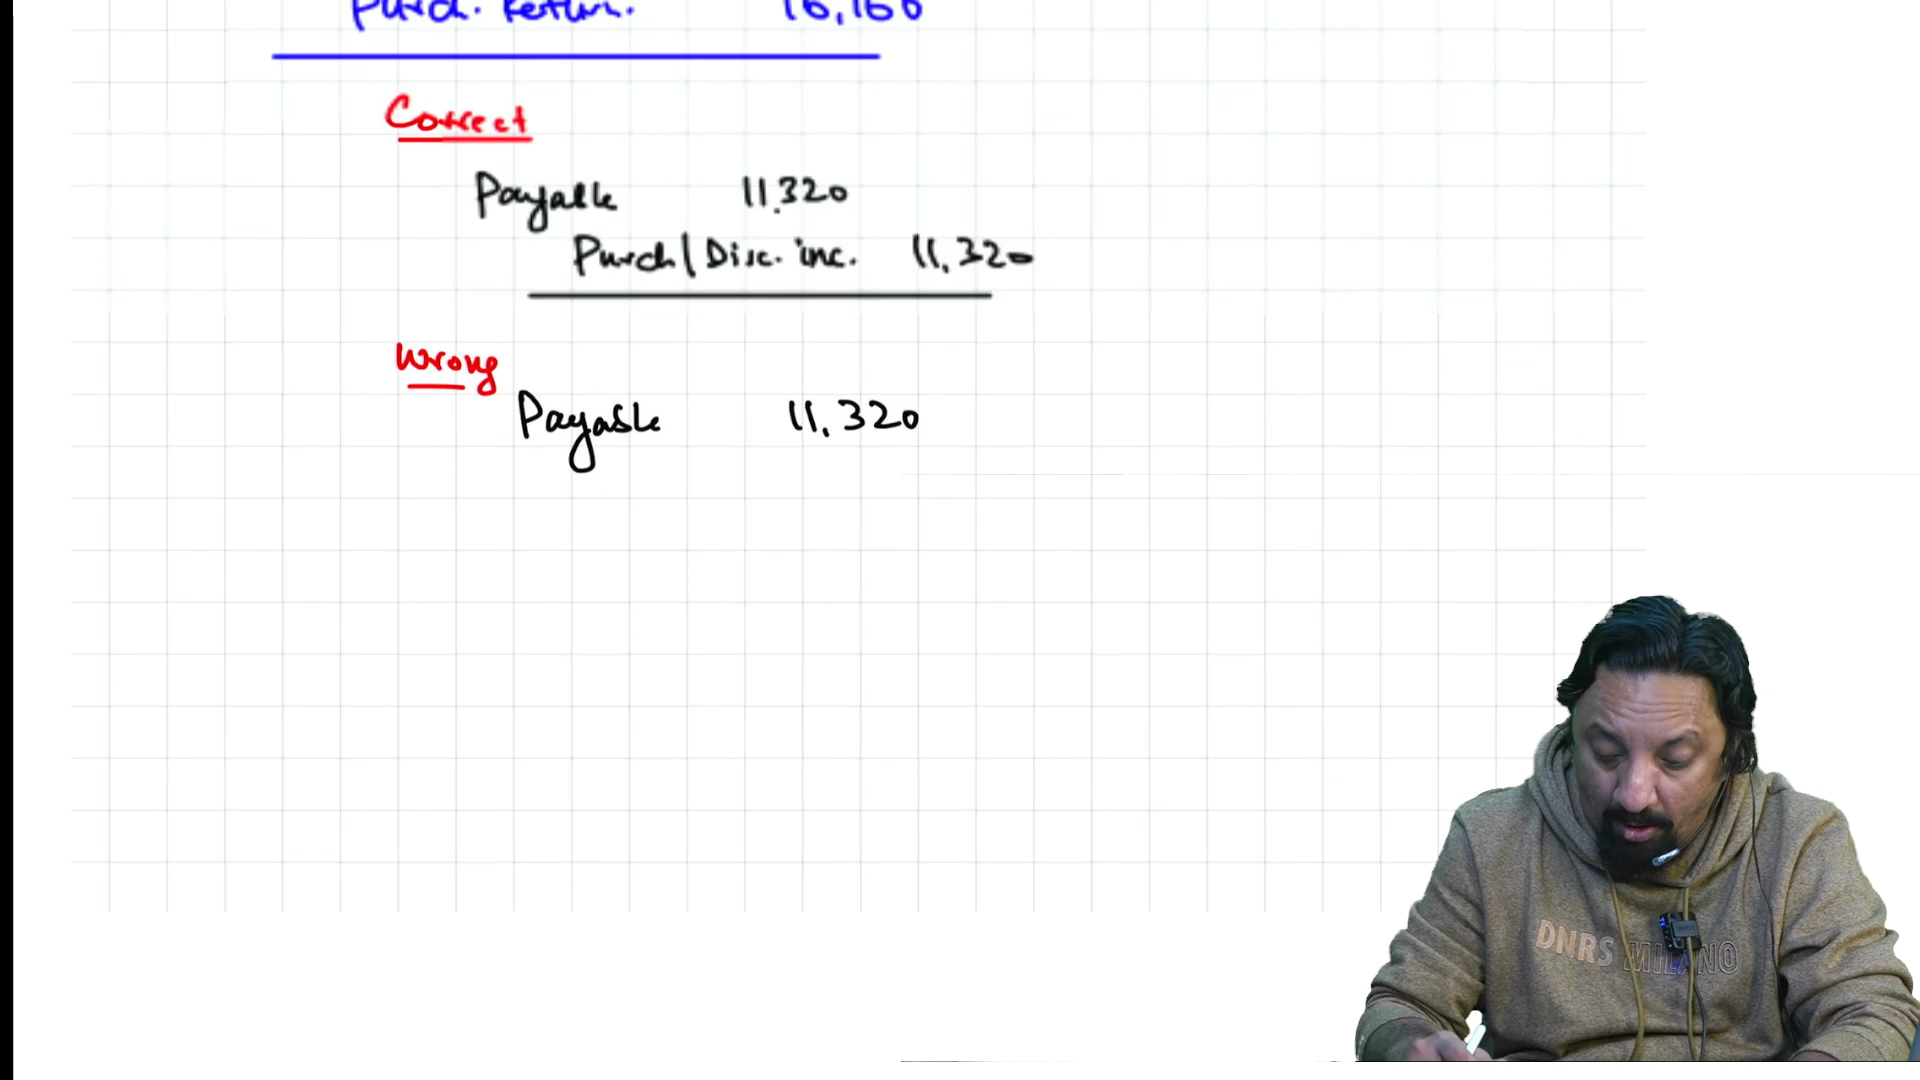 Purch. Return. 16,160
Correct
Payable 11,320
Purch/Disc. inc. 11,320
Wrong
Payable 11,320
DNRS MILANO